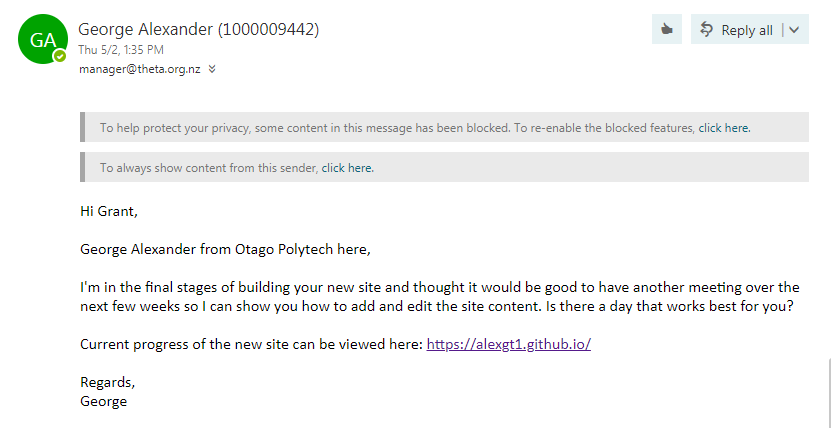 GA
George Alexander (1000009442)
Reply all
Thu 5/2, 1:35 PM
manager@theta.org.nz
To help protect your privacy, some content in this message has been blocked. To re-enable the blocked features, click here.
To always show content from this sender, click here.
Hi Grant,
George Alexander from Otago Polytech here,
I'm in the final stages of building your new site and thought it would be good to have another meeting over the
next few weeks so I can show you how to add and edit the site content. Is there a day that works best for you?
Current progress of the new site can be viewed here: https://alexgt1.github.io/
Regards,
George